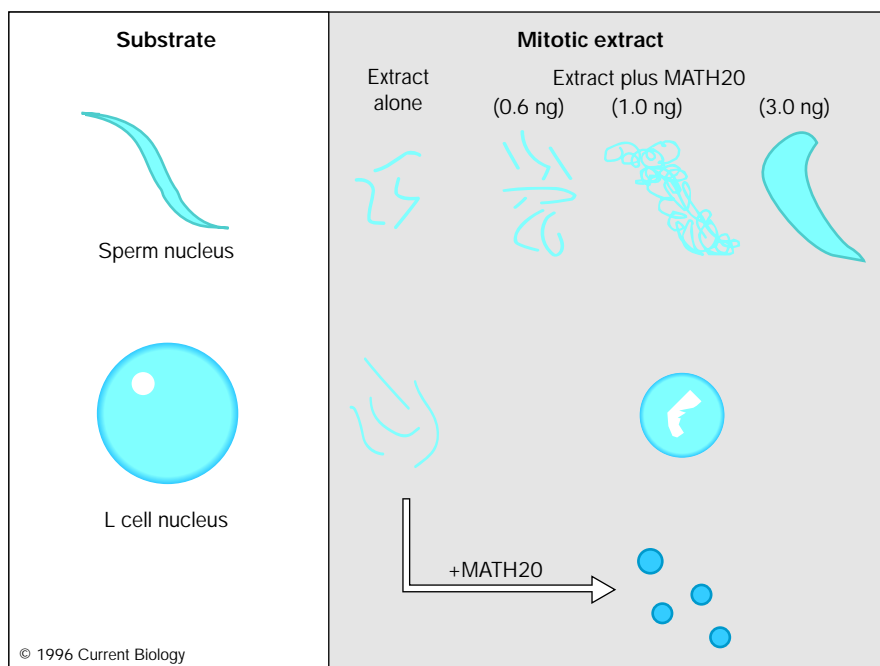 Substrate
Mitotic extract
Extract
alone
Extract plus MATH20
(0.6 ng)
(1.0 ng)
(3.0 ng)
Sperm nucleus
L cell nucleus
+MATH20
© 1996 Current Biology